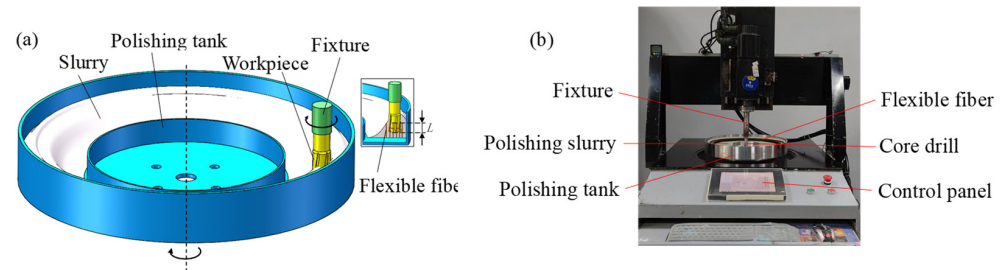 (a)
Polishing tank
Fixture
Slurry
Workpiece
L
Flexible fibe
(b)
Fixture
Flexible fiber
Polishing slurry
Core drill
Polishing tank
Control panel